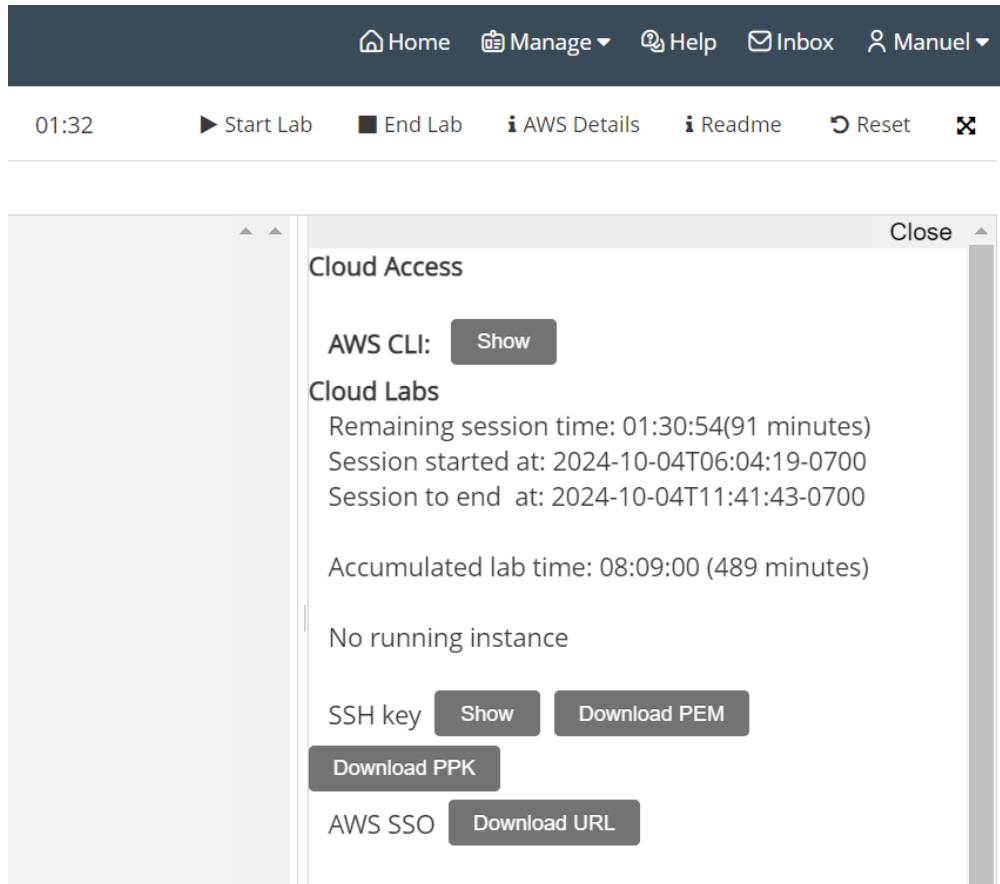 Home Manage Help Inbox Manuel
01:32 Start Lab End Lab AWS Details Readme Reset
Close
Cloud Access
AWS CLI: Show
Cloud Labs
Remaining session time: 01:30:54(91 minutes)
Session started at: 2024-10-04T06:04:19-0700
Session to end at: 2024-10-04T11:41:43-0700
Accumulated lab time: 08:09:00 (489 minutes)
No running instance
SSH key Show Download PEM
Download PPK
AWS SSO Download URL